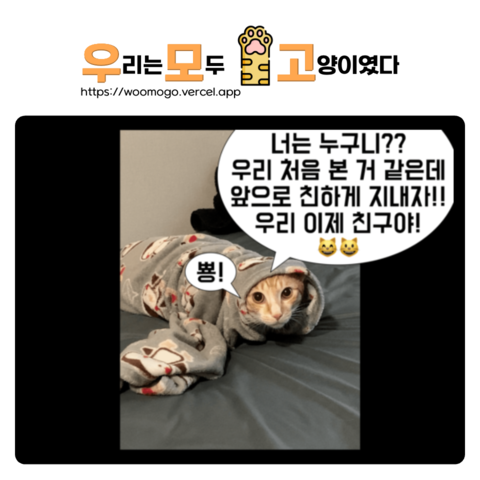 우리는 모두 고양이였다
https://woomogo.vercel.app
너는 누구니??
우리 처음 본 거 같은데
앞으로 친하게 지내자!!
우리 이제 친구야!
😺😺
뿅!